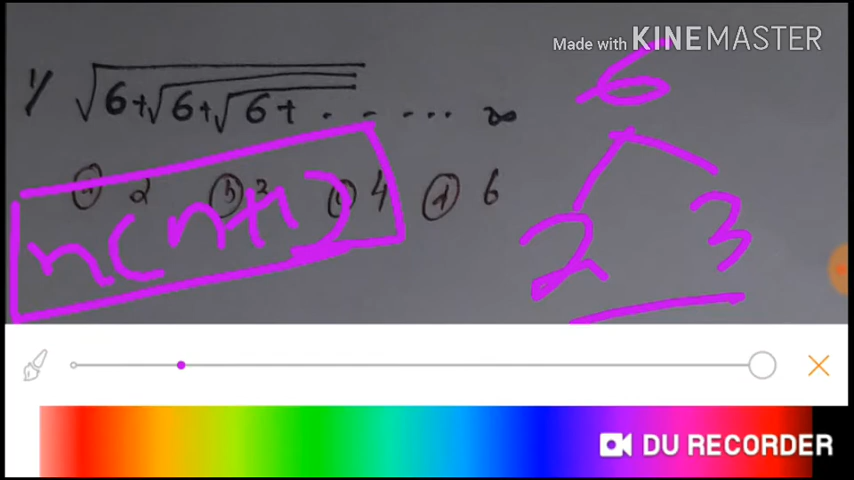 Made with KINEMASTER
1) √6+√6+√6+ . - . . . . . ∞
6
(a) 2 (b) 3 (c) 4 (d) 6
n(n+1)
2 3
DU RECORDER